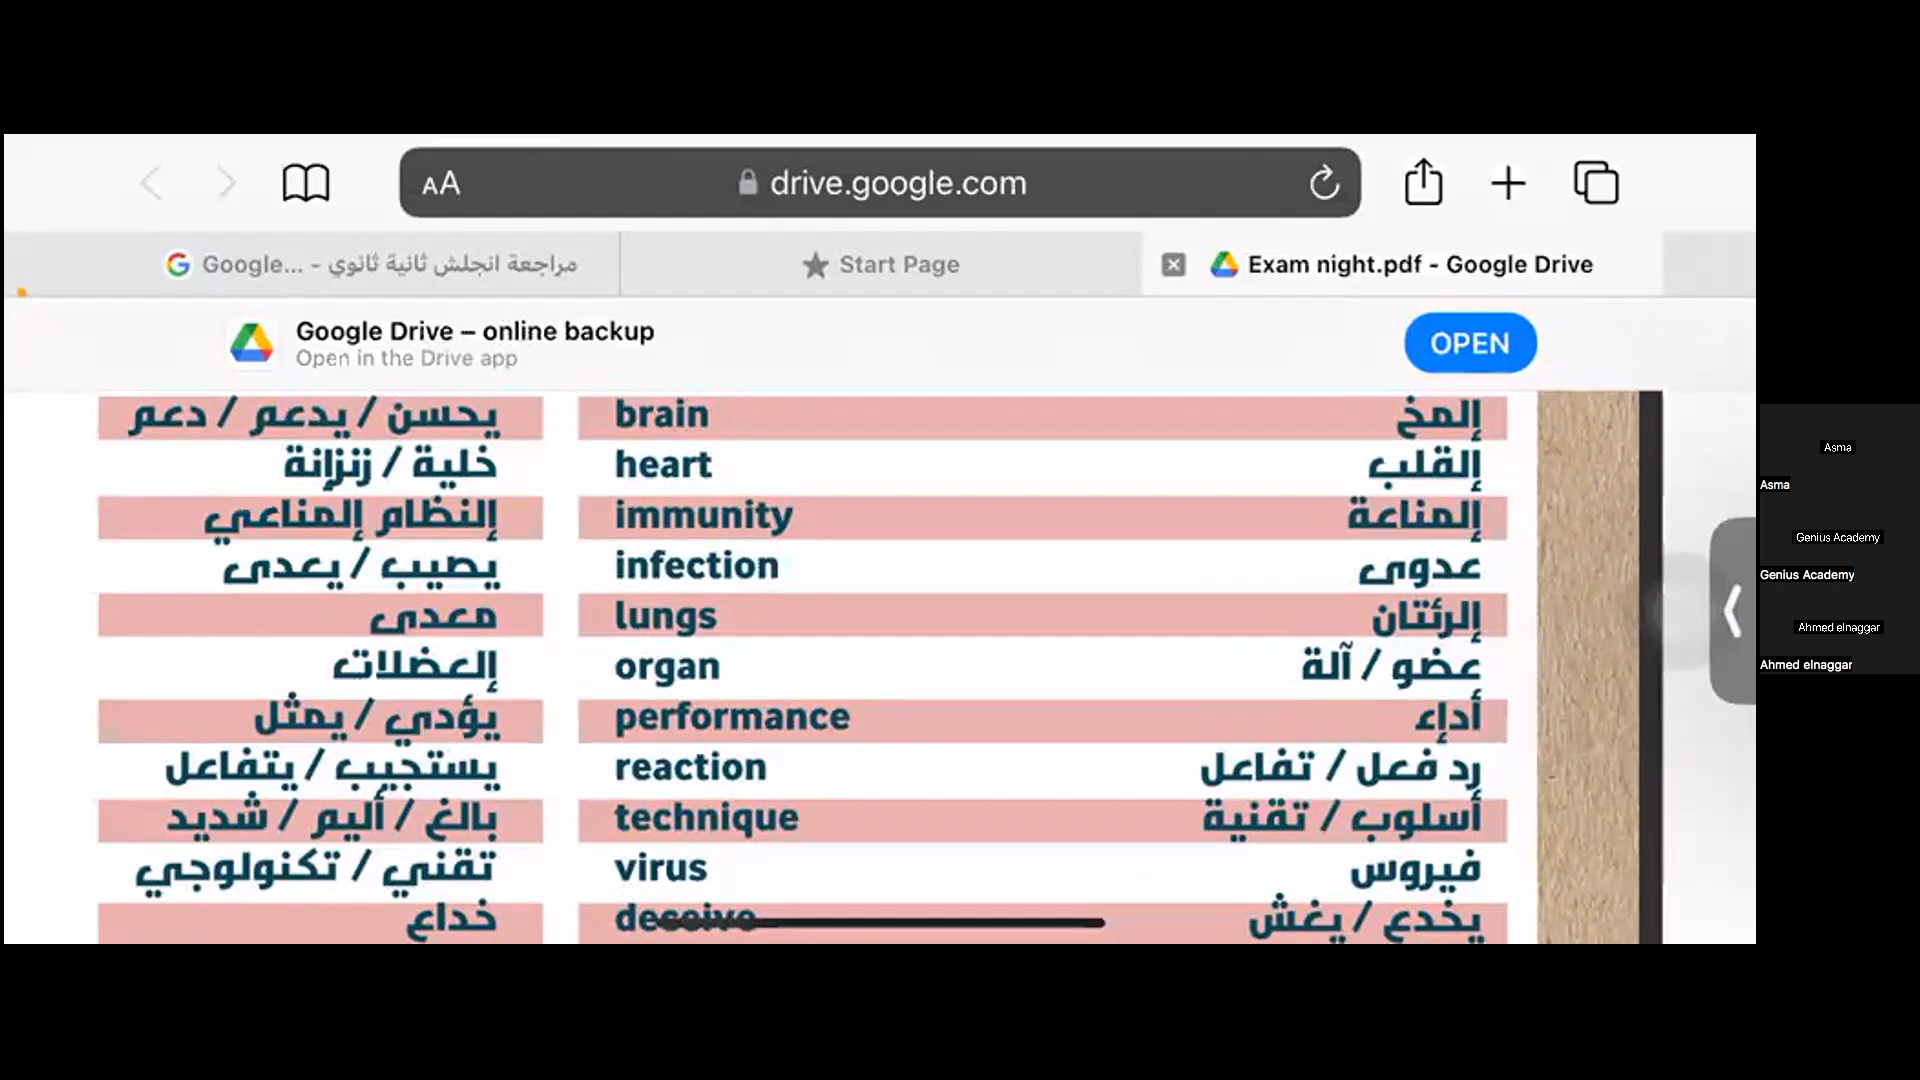 AA drive.google.com
Google... - مراجعة انجلش ثانية ثانوي
Start Page
Exam night.pdf - Google Drive
Google Drive – online backup
Open in the Drive app
OPEN
يحسن / يدعم / دعم brain المخ
خلية / زنزانة heart القلب
النظام المناعي immunity المناعة
يصيب / يعدى infection عدوى
معدى lungs الرئتان
العضلات organ عضو / آلة
يؤدي / يمثل performance أداء
يستجيب / يتفاعل reaction رد فعل / تفاعل
بالغ / أليم / شديد technique أسلوب / تقنية
تقني / تكنولوجي virus فيروس
خداع deceive يخدع / يغش
Asma
Asma
Genius Academy
Genius Academy
Ahmed elnaggar
Ahmed elnaggar